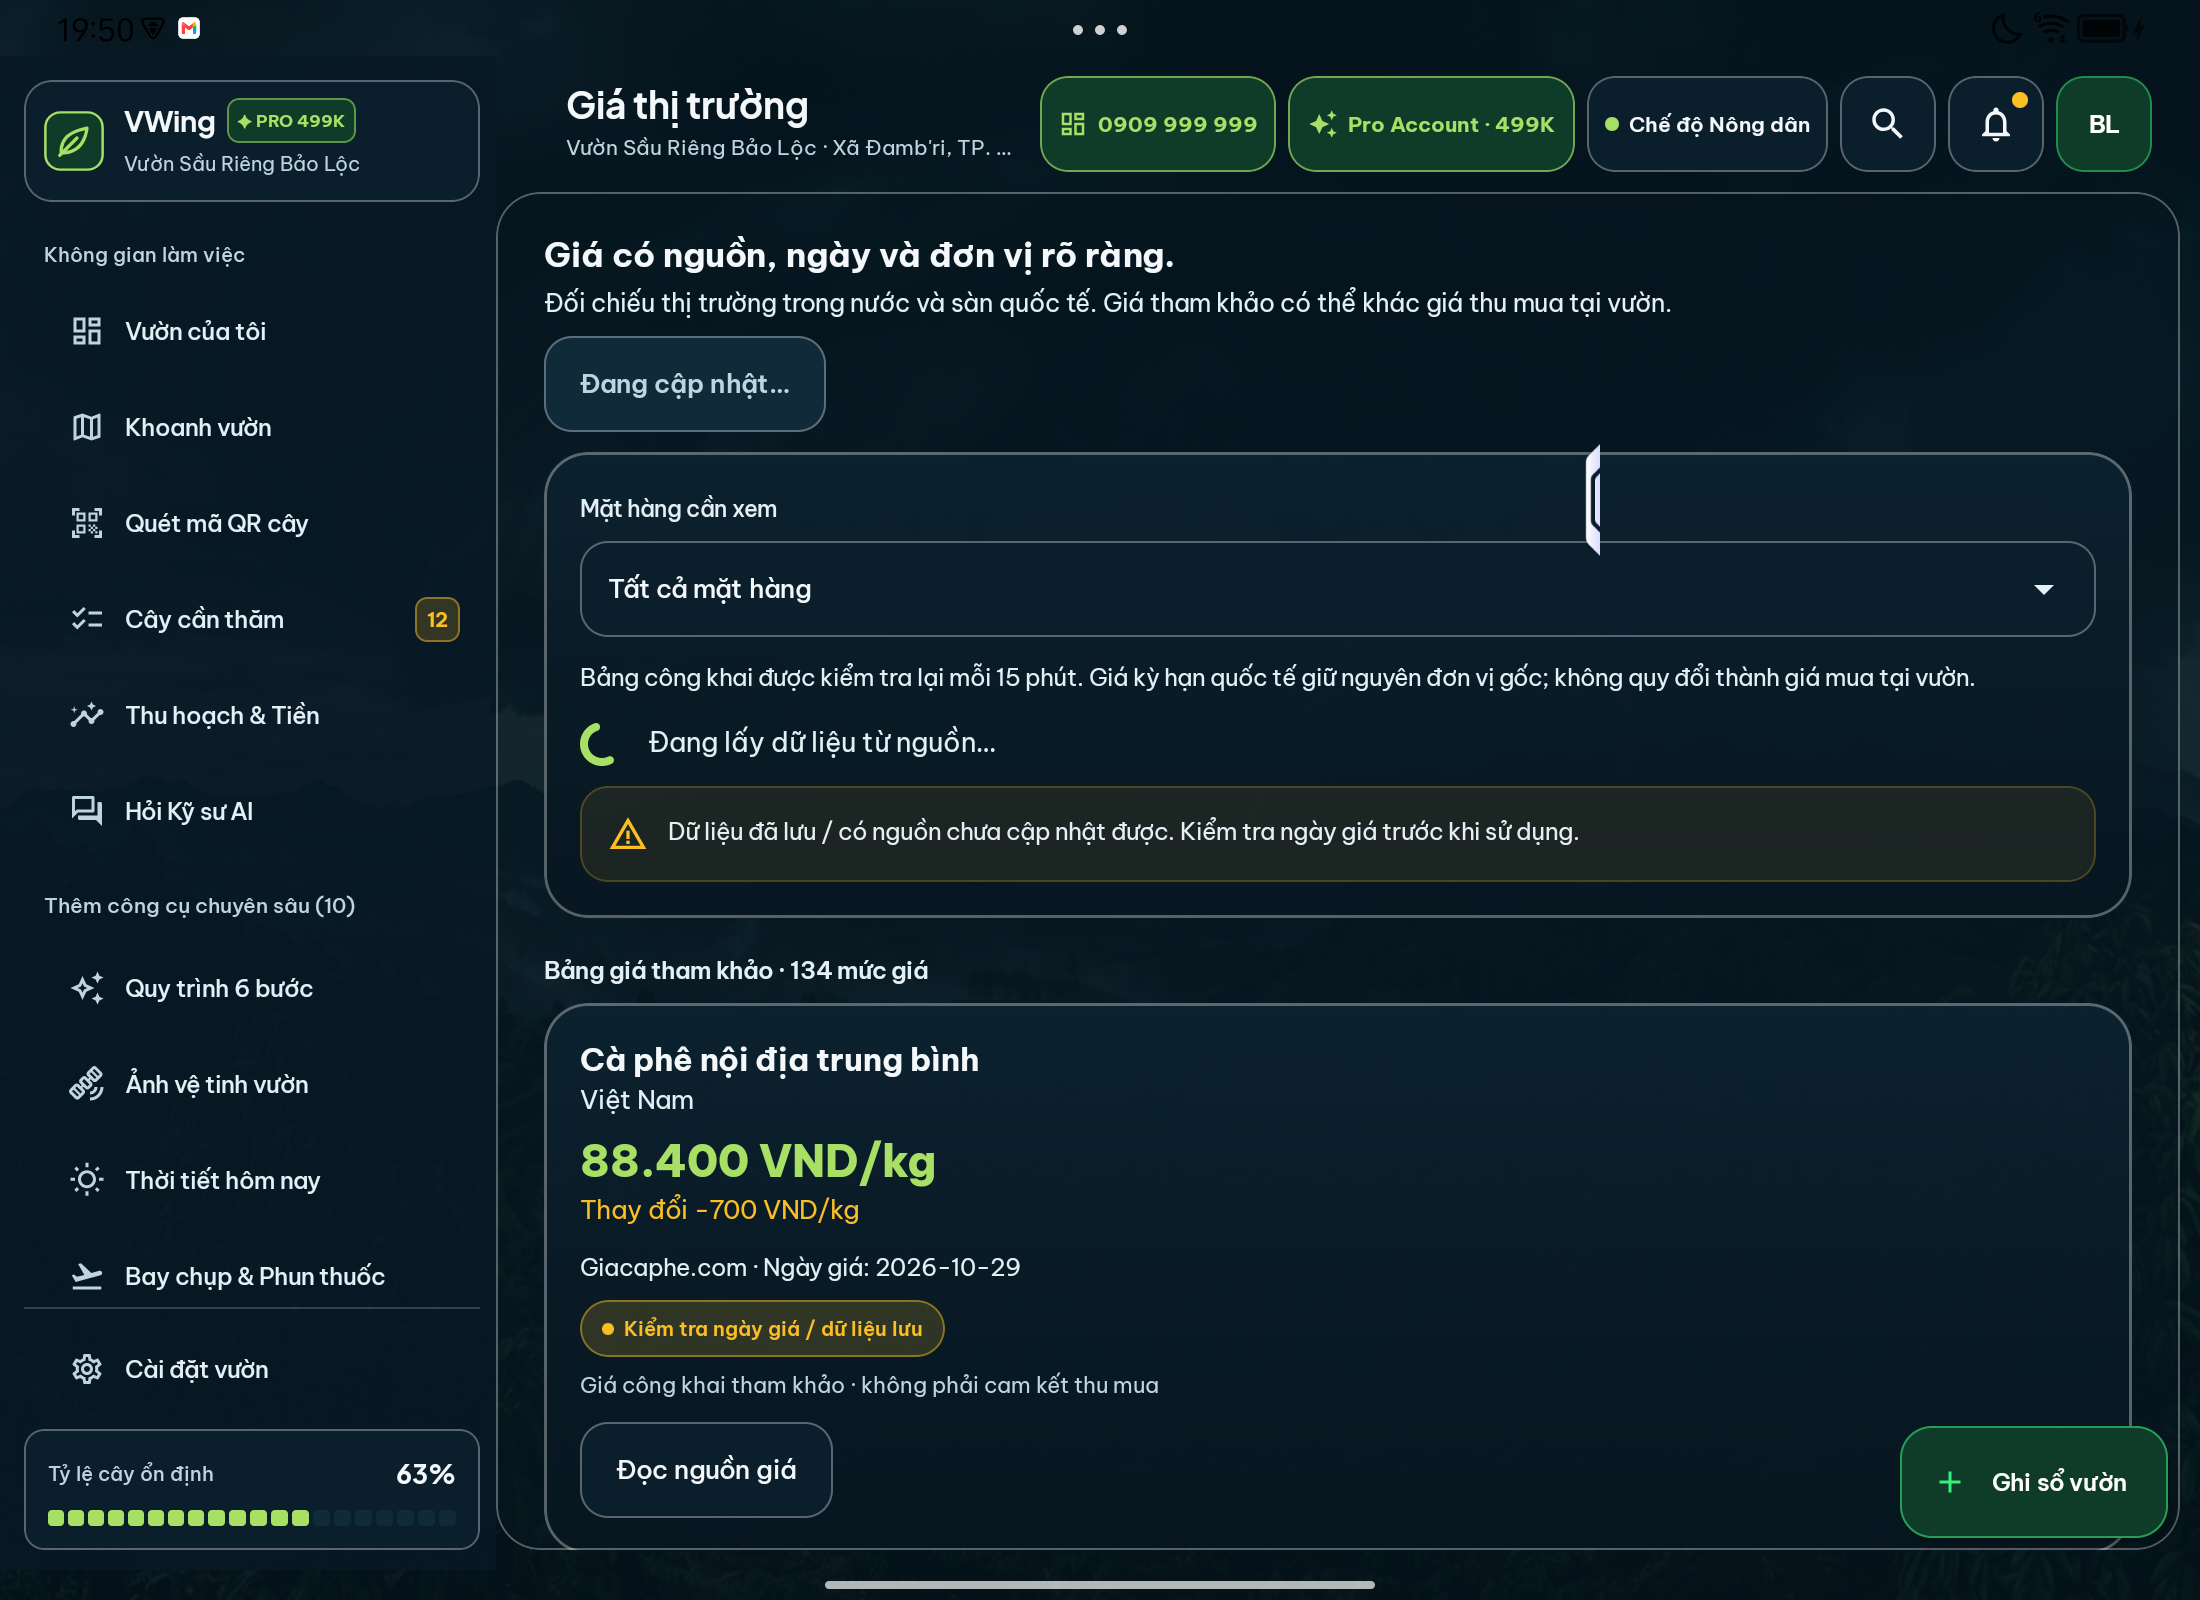 19:50
VWing
PRO 499K
Vườn Sầu Riêng Bảo Lộc
Không gian làm việc
Vườn của tôi
Khoanh vườn
Quét mã QR cây
Cây cần thăm
12
Thu hoạch & Tiền
Hỏi Kỹ sư AI
Thêm công cụ chuyên sâu (10)
Quy trình 6 bước
Ảnh vệ tinh vườn
Thời tiết hôm nay
Bay chụp & Phun thuốc
Cài đặt vườn
Tỷ lệ cây ổn định
63%
Giá thị trường
Vườn Sầu Riêng Bảo Lộc · Xã Đamb'ri, TP. ...
0909 999 999
Pro Account · 499K
Chế độ Nông dân
BL
Giá có nguồn, ngày và đơn vị rõ ràng.
Đối chiếu thị trường trong nước và sàn quốc tế. Giá tham khảo có thể khác giá thu mua tại vườn.
Đang cập nhật...
Mặt hàng cần xem
Tất cả mặt hàng
Bảng công khai được kiểm tra lại mỗi 15 phút. Giá kỳ hạn quốc tế giữ nguyên đơn vị gốc; không quy đổi thành giá mua tại vườn.
Đang lấy dữ liệu từ nguồn...
Dữ liệu đã lưu / có nguồn chưa cập nhật được. Kiểm tra ngày giá trước khi sử dụng.
Bảng giá tham khảo · 134 mức giá
Cà phê nội địa trung bình
Việt Nam
88.400 VND/kg
Thay đổi -700 VND/kg
Giacaphe.com · Ngày giá: 2026-10-29
Kiểm tra ngày giá / dữ liệu lưu
Giá công khai tham khảo · không phải cam kết thu mua
Đọc nguồn giá
Ghi sổ vườn